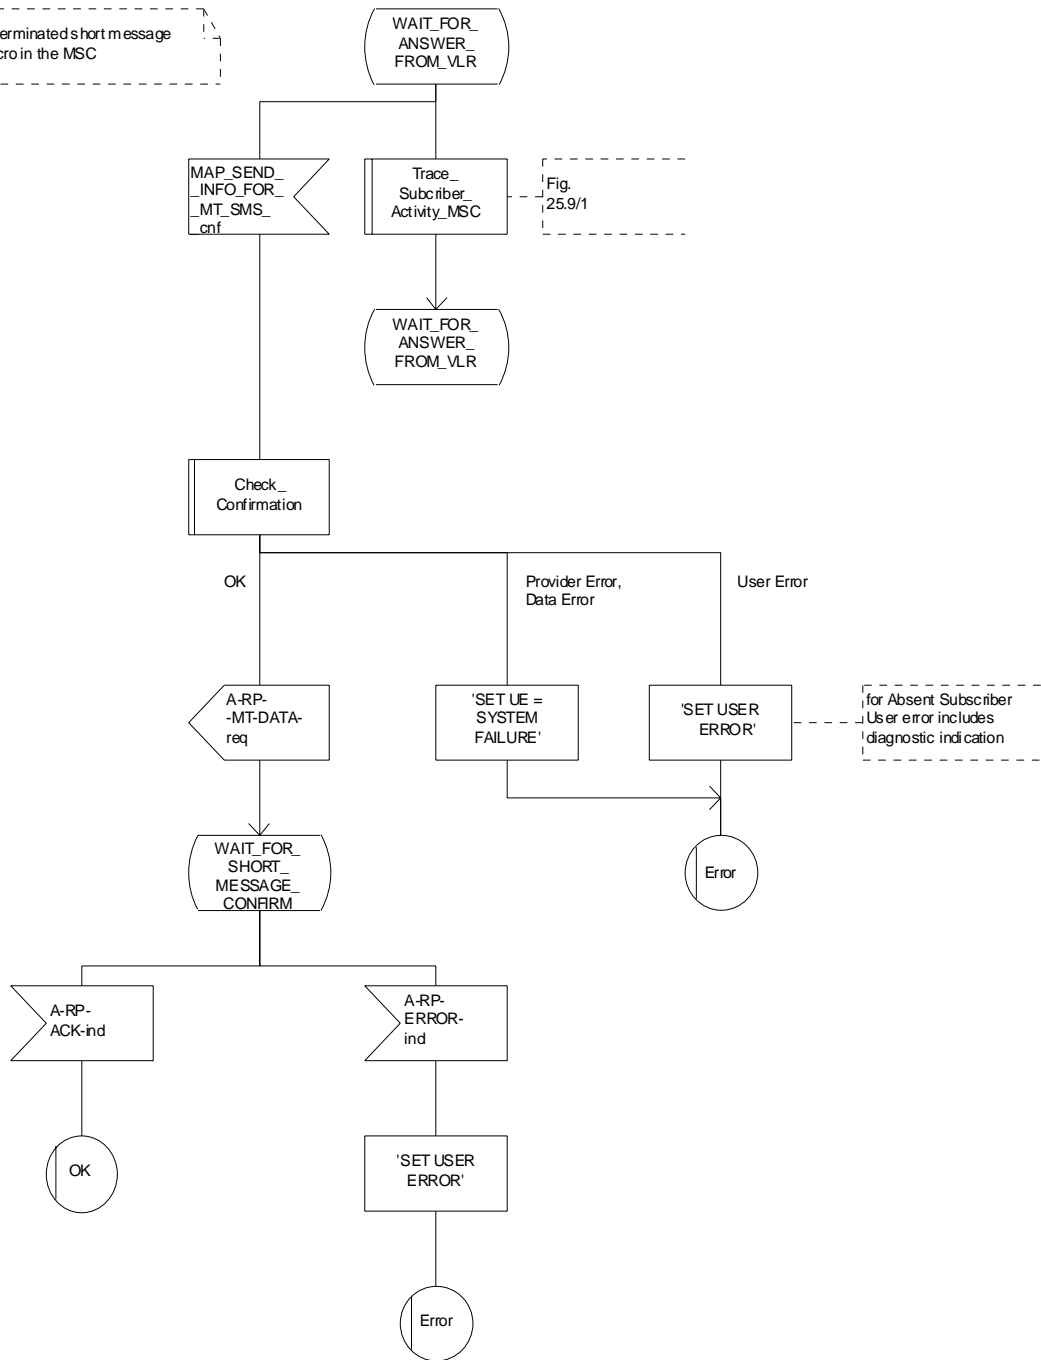 erminated short message
cro in the MSC
WAIT_FOR_
ANSWER_
FROM_VLR
MAP_SEND_
_INFO_FOR_
_MT_SMS_
cnf
Trace_
Subcriber_
Activity_MSC
Fig.
25.9/1
WAIT_FOR_
ANSWER_
FROM_VLR
Check_
Confirmation
OK
Provider Error,
Data Error
User Error
A-RP-
-MT-DATA-
req
'SET UE =
SYSTEM
FAILURE'
'SET USER
ERROR'
for Absent Subscriber
User error includes
diagnostic indication
WAIT_FOR_
SHORT_
MESSAGE_
CONFIRM
Error
A-RP-
ACK-ind
A-RP-
ERROR-
ind
OK
'SET USER
ERROR'
Error